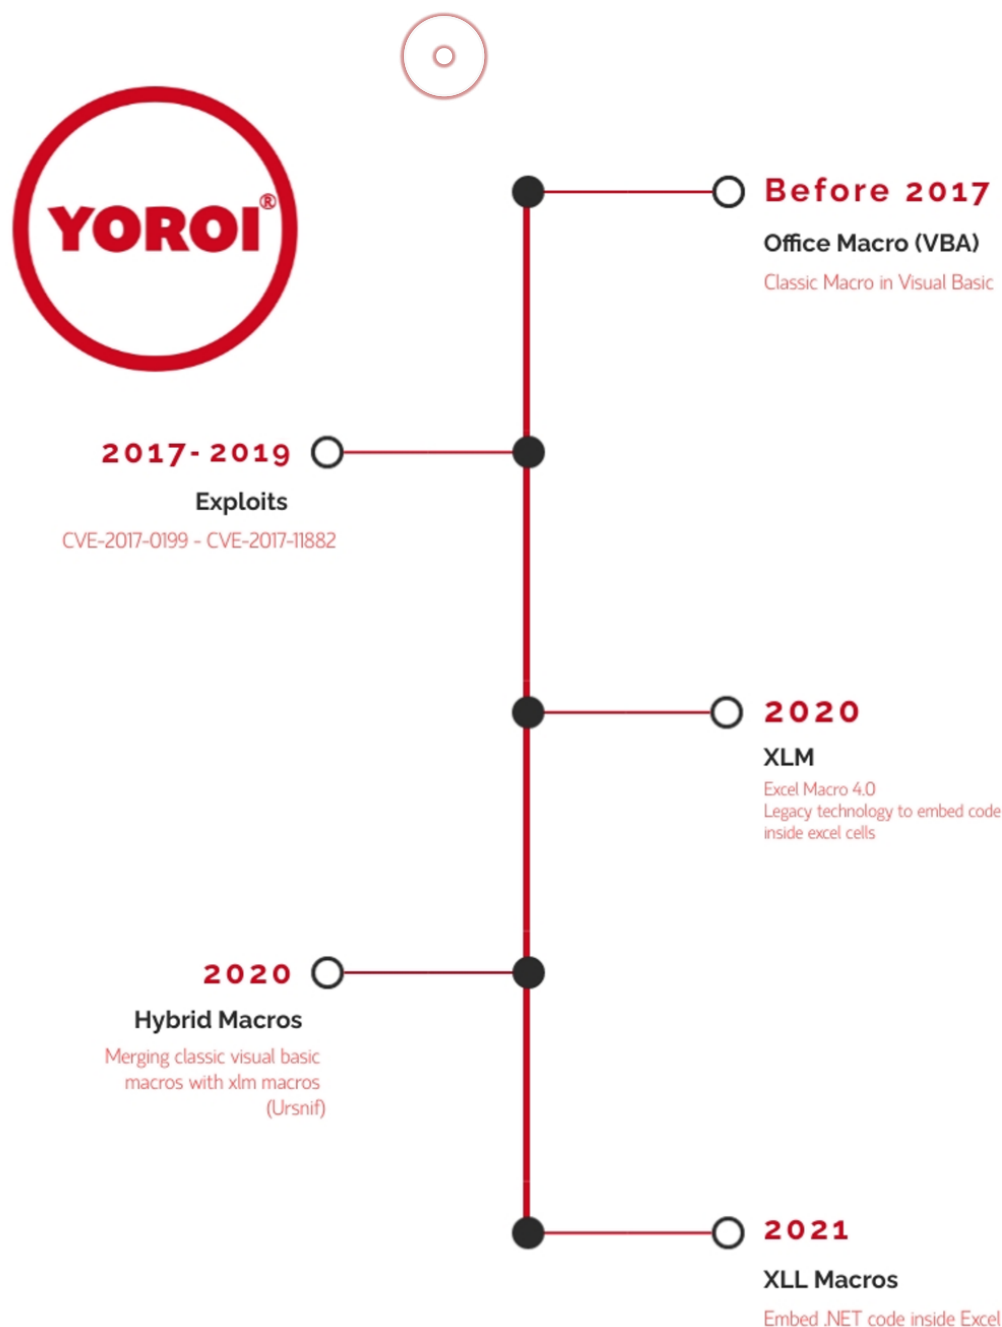 YOROI®
Before 2017
Office Macro (VBA)
Classic Macro in Visual Basic
2017- 2019
Exploits
CVE-2017-0199 - CVE-2017-11882
2020
XLM
Excel Macro 4.0
Legacy technology to embed code
inside excel cells
2020
Hybrid Macros
Merging classic visual basic
macros with xlm macros
(Ursnif)
2021
XLL Macros
Embed .NET code inside Excel